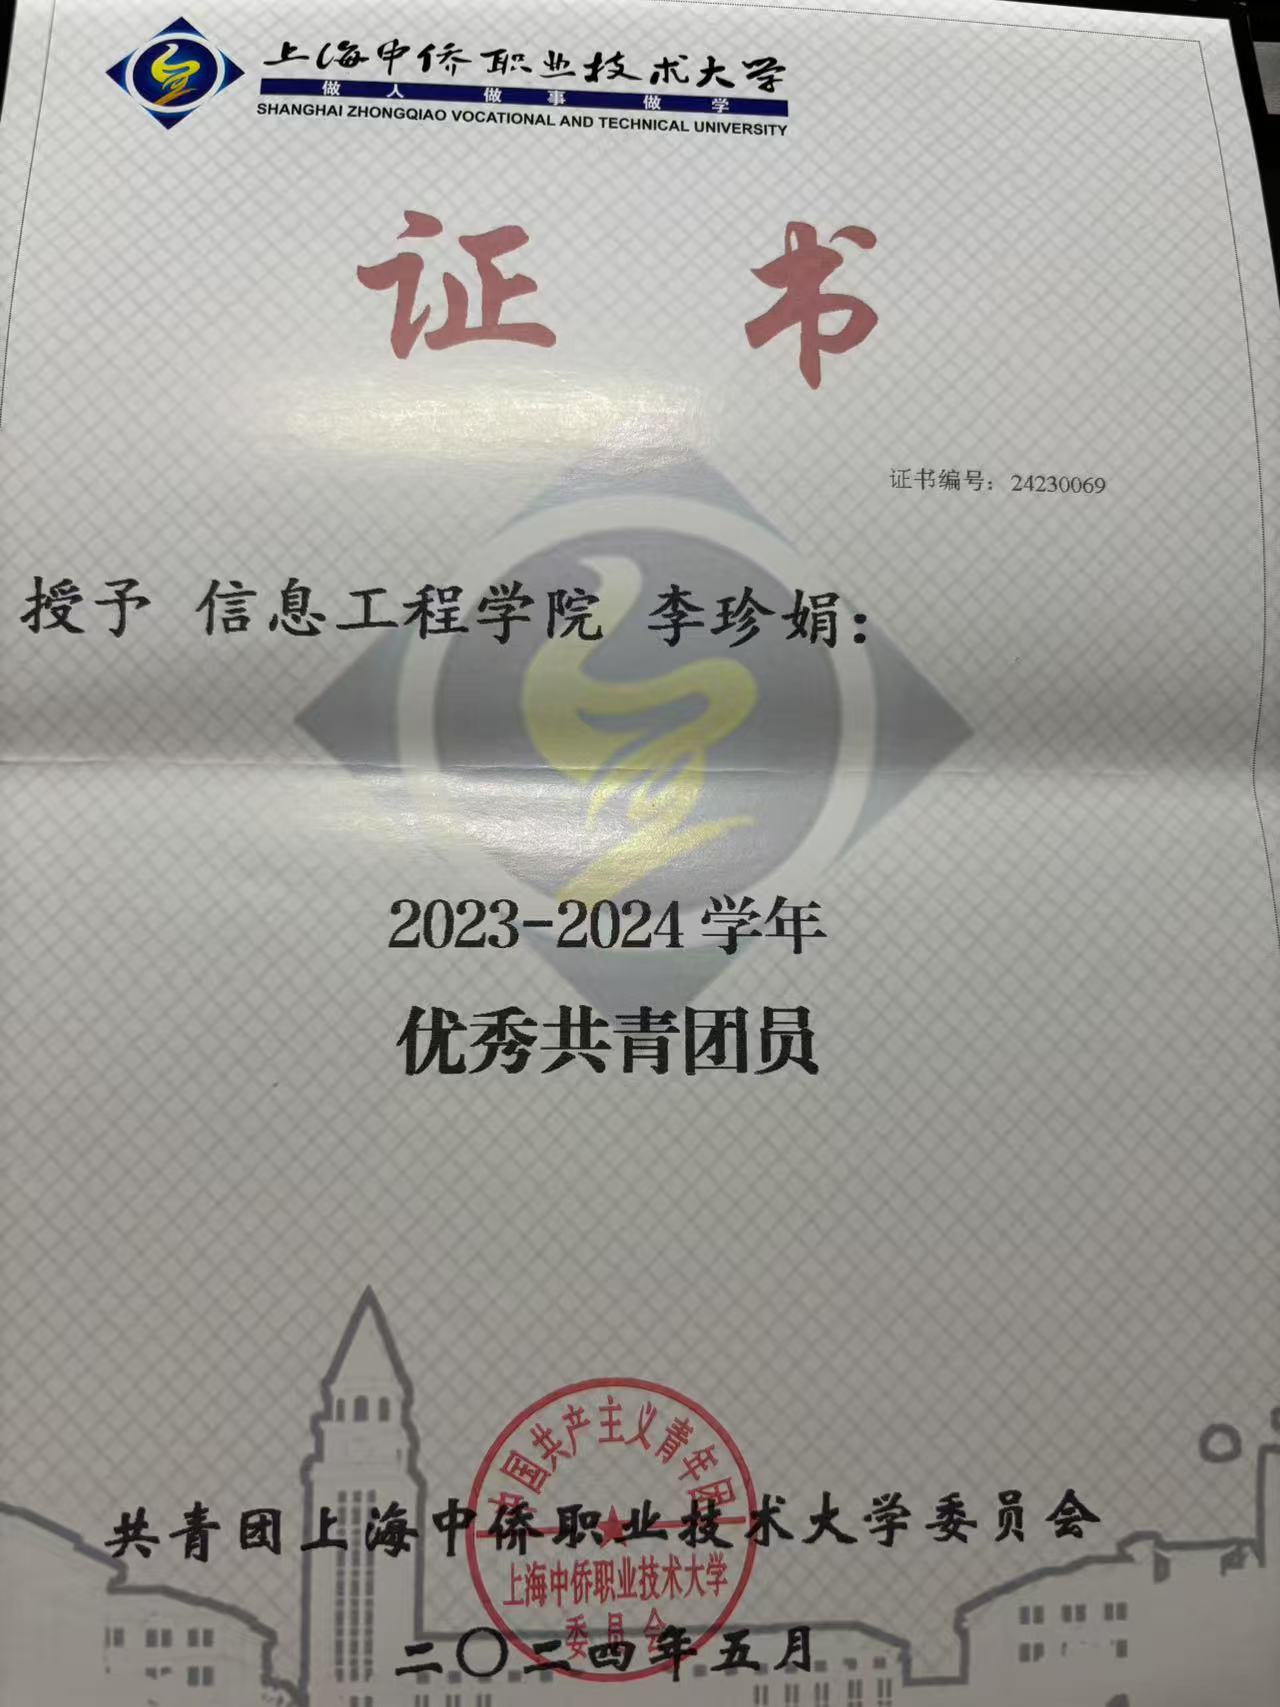 上海中侨职业技术大学
做人 做事 做学
SHANGHAI ZHONGQIAO VOCATIONAL AND TECHNICAL UNIVERSITY
证 书
证书编号：24230069
授予 信息工程学院 李珍娟：
2023-2024 学年
优秀共青团员
中国共产主义青年团
共青团上海中侨职业技术大学委员会
上海中侨职业技术大学
委员会
二〇二四年五月